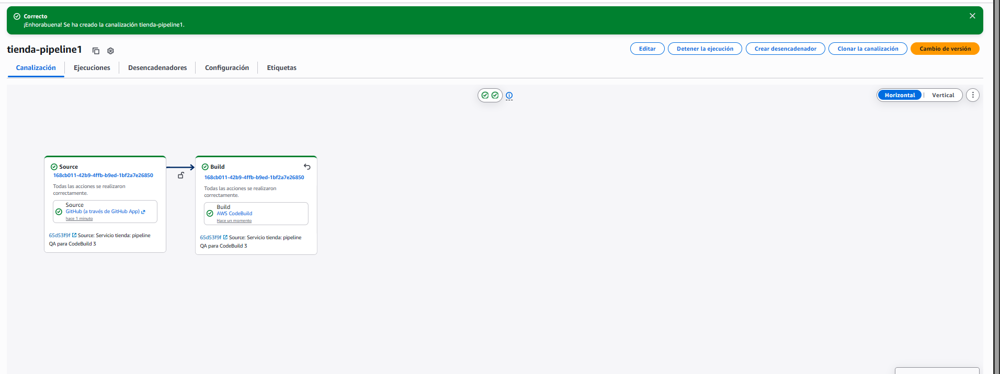 Correcto
¡Enhorabuena! Se ha creado la canalización tienda-pipeline1.
tienda-pipeline1
Editar
Detener la ejecución
Crear desencadenador
Clonar la canalización
Cambio de versión
Canalización
Ejecuciones
Desencadenadores
Configuración
Etiquetas
Horizontal
Vertical
Source
168cb011-42b9-4ffb-b9ed-1bf2a7e26850
Todas las acciones se realizaron
correctamente.
Source
GitHub (a través de GitHub App)
hace 1 minuto
65d53f9f Source: Servicio tienda: pipeline
QA para CodeBuild 3
Build
168cb011-42b9-4ffb-b9ed-1bf2a7e26850
Todas las acciones se realizaron
correctamente.
Build
AWS CodeBuild
Hace un momento
65d53f9f Source: Servicio tienda: pipeline
QA para CodeBuild 3